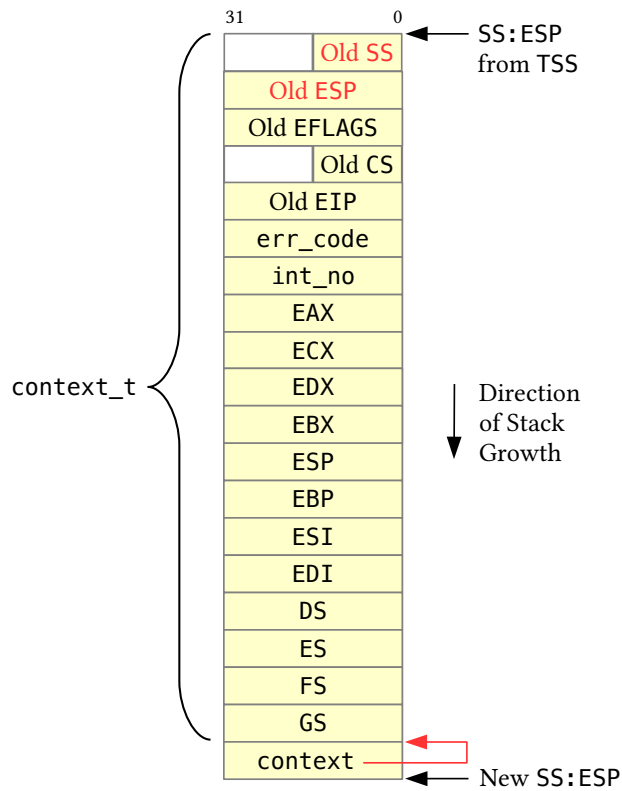 31 0
SS:ESP
from TSS
Old SS
Old ESP
Old EFLAGS
Old CS
Old EIP
err_code
int_no
EAX
ECX
context_t
EDX
Direction
of Stack
Growth
EBX
ESP
EBP
ESI
EDI
DS
ES
FS
GS
context
New SS:ESP